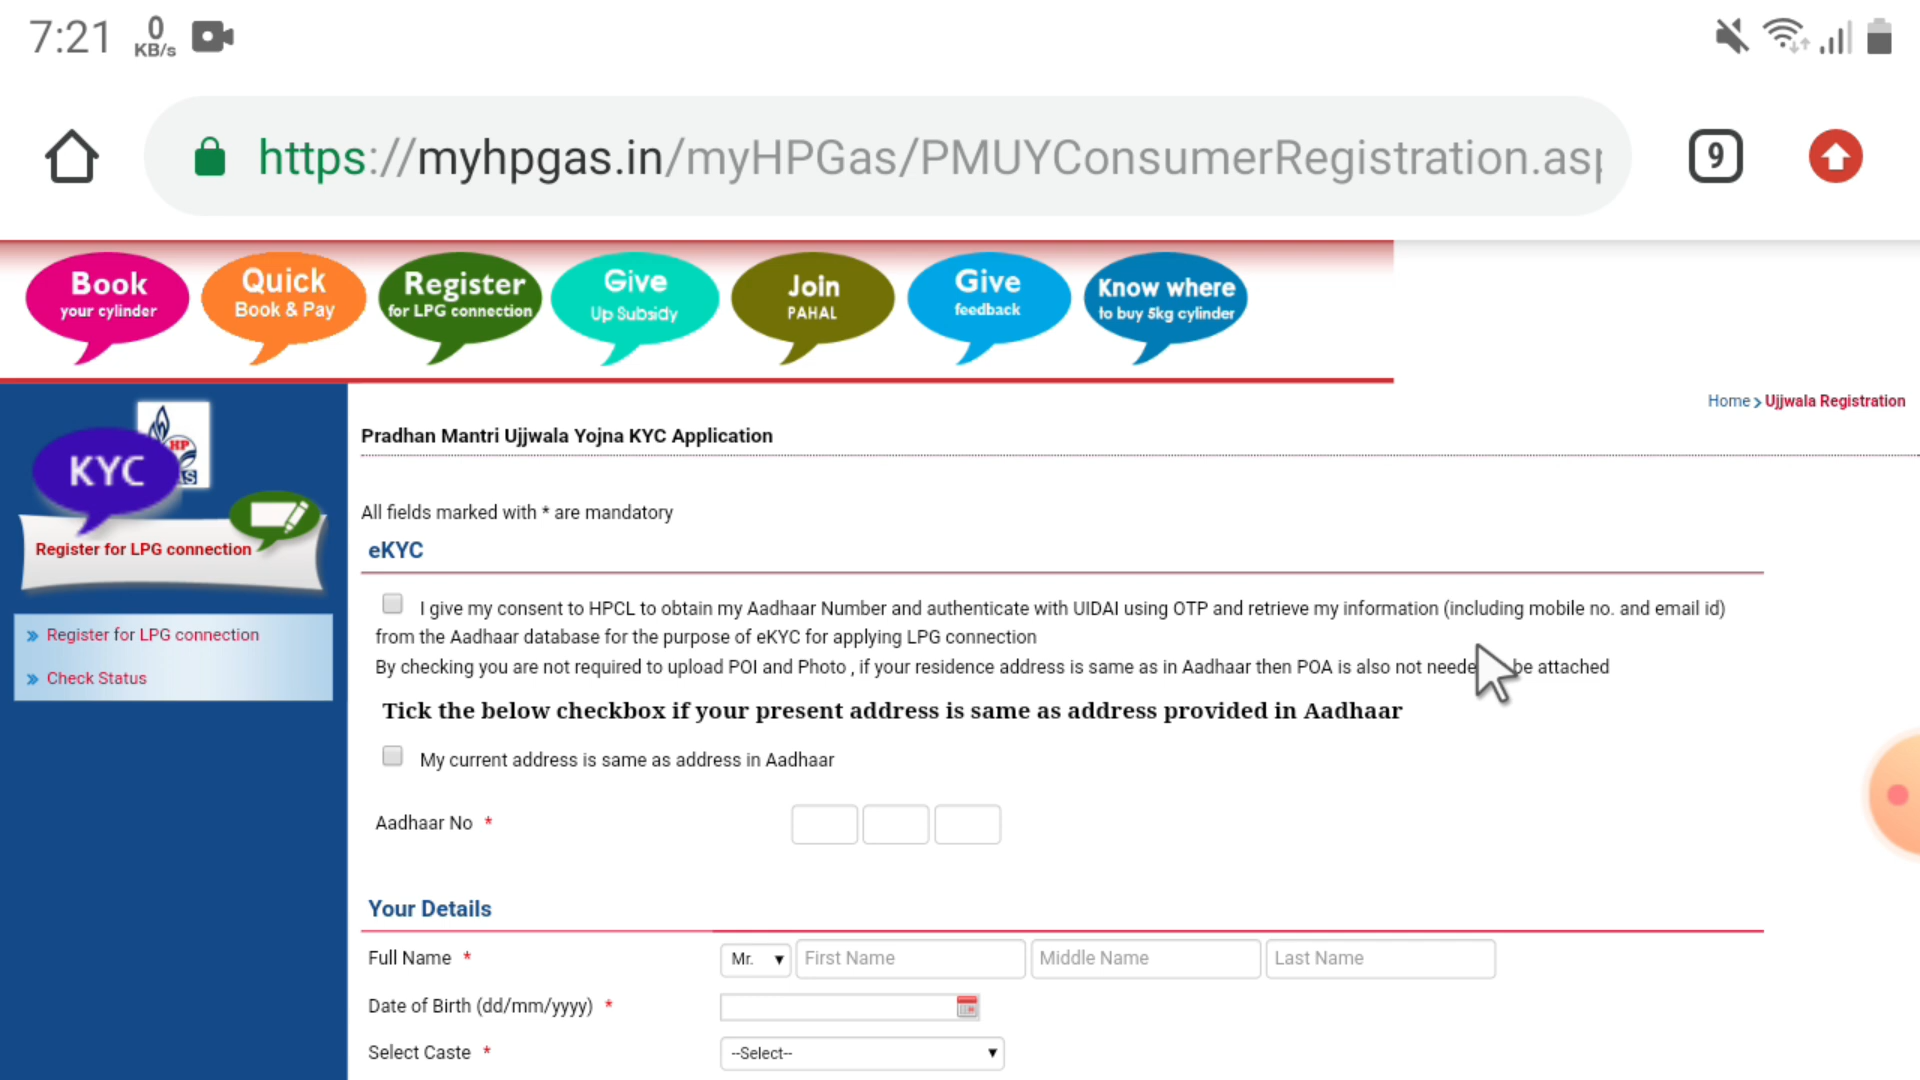 7:21 0 KB/s
https://myhpgas.in/myHPGas/PMUYConsumerRegistration.asp
9
Book your cylinder
Quick Book & Pay
Register for LPG connection
Give Up Subsidy
Join PAHAL
Give feedback
Know where to buy 5kg cylinder
Home > Ujjwala Registration
KYC
HP
AS
Register for LPG connection
» Register for LPG connection
» Check Status
Pradhan Mantri Ujjwala Yojna KYC Application
All fields marked with * are mandatory
eKYC
I give my consent to HPCL to obtain my Aadhaar Number and authenticate with UIDAI using OTP and retrieve my information (including mobile no. and email id)
from the Aadhaar database for the purpose of eKYC for applying LPG connection
By checking you are not required to upload POI and Photo , if your residence address is same as in Aadhaar then POA is also not neede be attached
Tick the below checkbox if your present address is same as address provided in Aadhaar
My current address is same as address in Aadhaar
Aadhaar No *
Your Details
Full Name * Mr. First Name Middle Name Last Name
Date of Birth (dd/mm/yyyy) *
Select Caste * --Select--